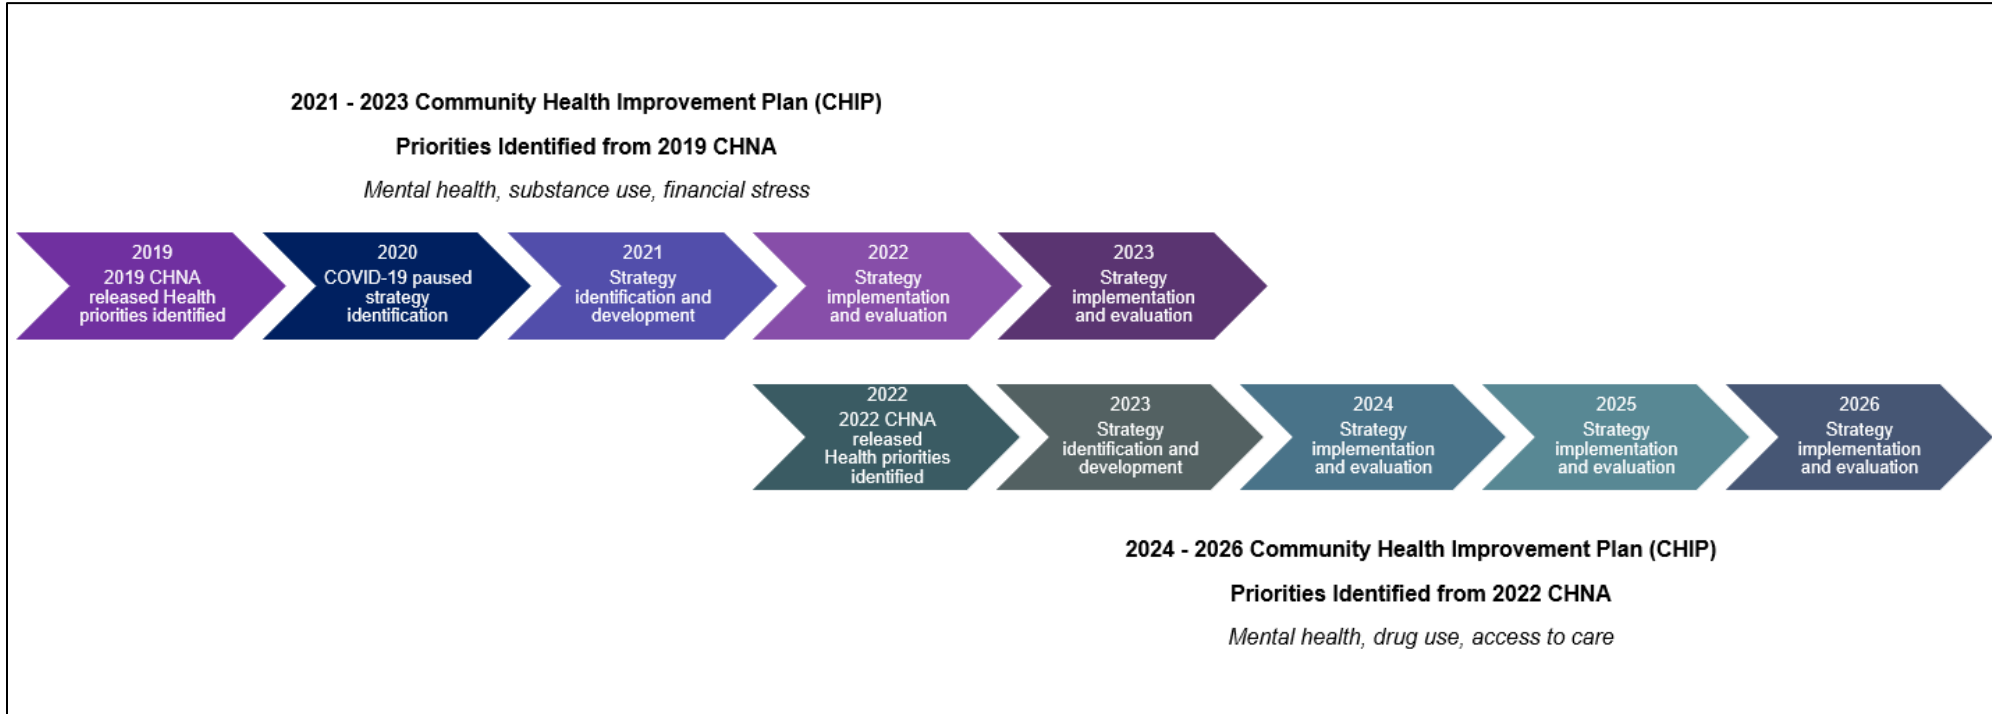 2021 - 2023 Community Health Improvement Plan (CHIP)
Priorities Identified from 2019 CHNA
Mental health, substance use, financial stress
2019
2019 CHNA
released Health
priorities identified
2020
COVID-19 paused
strategy
identification
2021
Strategy
identification and
development
2022
Strategy
implementation
and evaluation
2023
Strategy
implementation
and evaluation
2022
2022 CHNA
released
Health priorities
identified
2023
Strategy
identification and
development
2024
Strategy
implementation
and evaluation
2025
Strategy
implementation
and evaluation
2026
Strategy
implementation
and evaluation
2024 - 2026 Community Health Improvement Plan (CHIP)
Priorities Identified from 2022 CHNA
Mental health, drug use, access to care